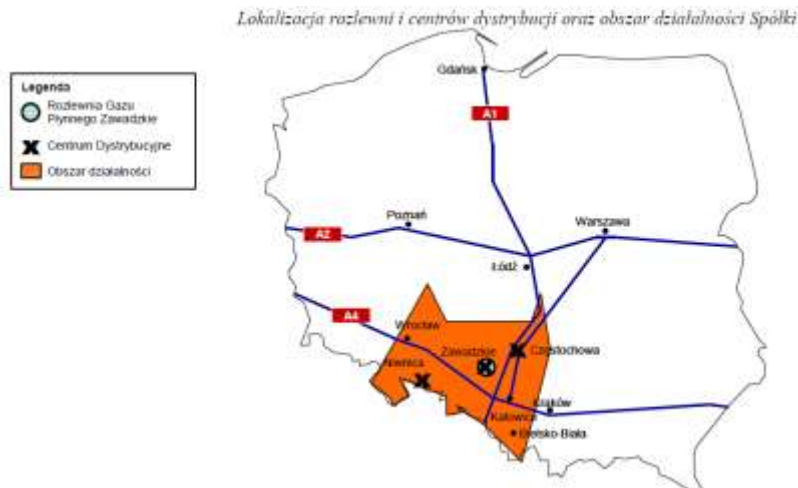 Lokalizacja rozlewni i centrów dystrybucji oraz obszar działalności Spółki
Legenda
Rozlewnia Gazu
Płynnego Zawadzkie
Centrum Dystrybucyjne
Obszar działalności
Gdańsk
A1
Poznań
Warszawa
A2
Łódź
A4
Wrocław
Zawadzkie
Częstochowa
Niwnica
Kraków
Katowice
Bielsko-Biała